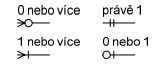 0 nebo více
právě 1
1 nebo více
0 nebo 1